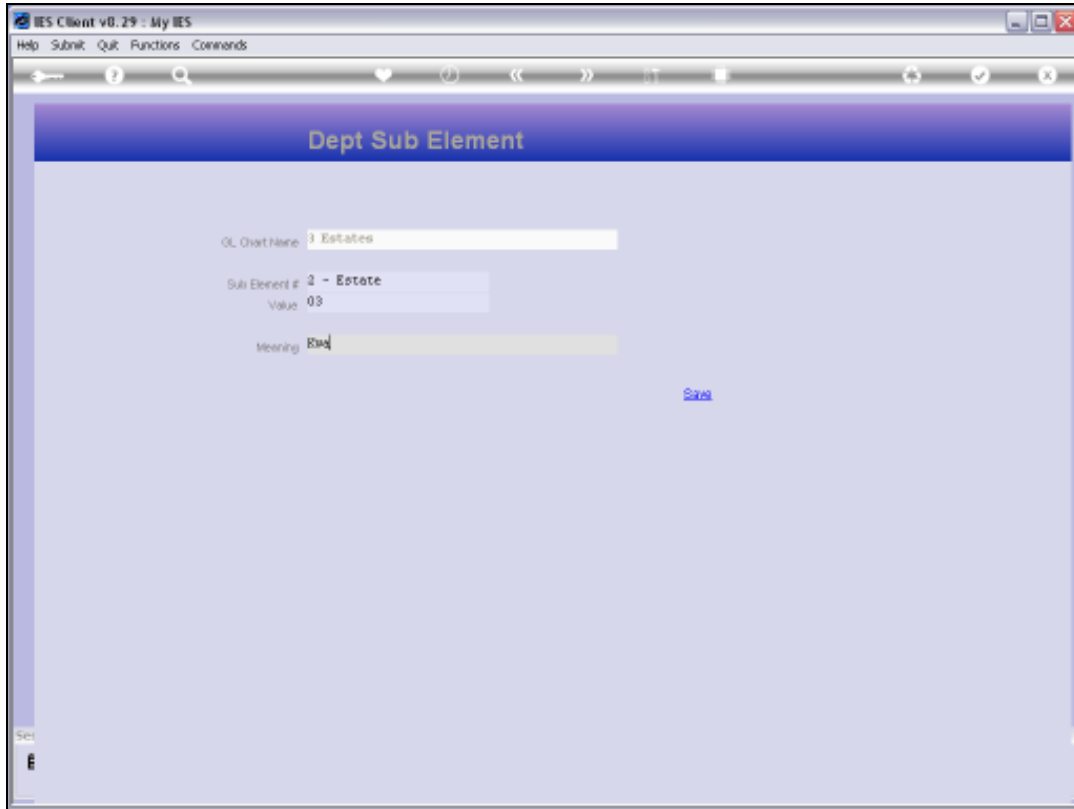 IES Client v8.29 : My IES
Help Submit Quit Functions Commands
Dept Sub Element
GL Chart Name 3 Estates
Sub Element # 2 - Estate
Value 03
Meaning Kwa
Save